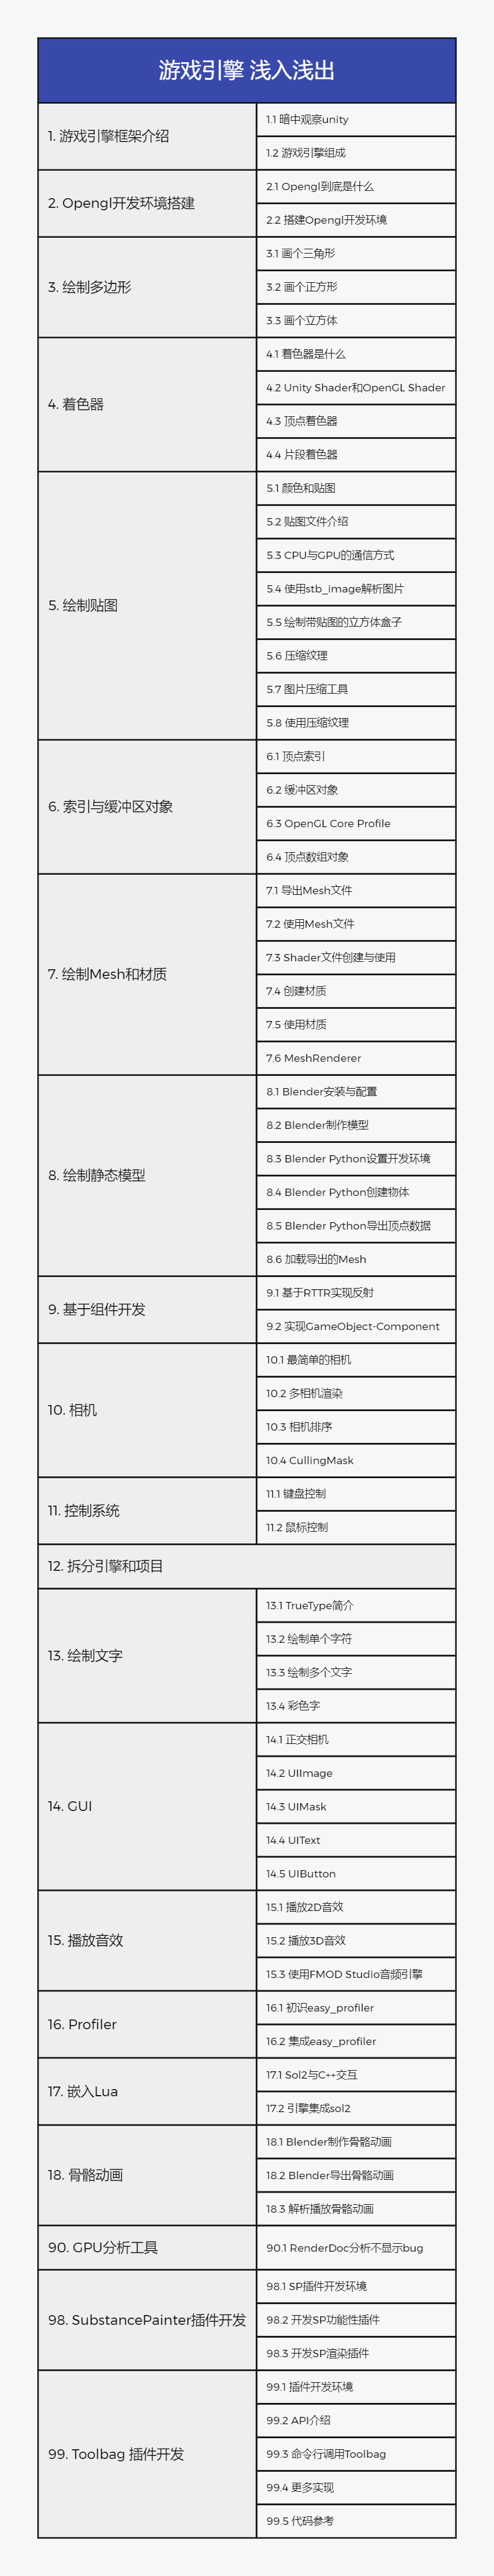 游戏引擎 浅入浅出
1. 游戏引擎框架介绍
1.1 暗中观察unity
1.2 游戏引擎组成
2. Opengl开发环境搭建
2.1 Opengl到底是什么
2.2 搭建Opengl开发环境
3. 绘制多边形
3.1 画个三角形
3.2 画个正方形
3.3 画个立方体
4. 着色器
4.1 着色器是什么
4.2 Unity Shader和OpenGL Shader
4.3 顶点着色器
4.4 片段着色器
5. 绘制贴图
5.1 颜色和贴图
5.2 贴图文件介绍
5.3 CPU与GPU的通信方式
5.4 使用stb_image解析图片
5.5 绘制带贴图的立方体盒子
5.6 压缩纹理
5.7 图片压缩工具
5.8 使用压缩纹理
6. 索引与缓冲区对象
6.1 顶点索引
6.2 缓冲区对象
6.3 OpenGL Core Profile
6.4 顶点数组对象
7. 绘制Mesh和材质
7.1 导出Mesh文件
7.2 使用Mesh文件
7.3 Shader文件创建与使用
7.4 创建材质
7.5 使用材质
7.6 MeshRenderer
8. 绘制静态模型
8.1 Blender安装与配置
8.2 Blender制作模型
8.3 Blender Python设置开发环境
8.4 Blender Python创建物体
8.5 Blender Python导出顶点数据
8.6 加载导出的Mesh
9. 基于组件开发
9.1 基于RTTR实现反射
9.2 实现GameObject-Component
10. 相机
10.1 最简单的相机
10.2 多相机渲染
10.3 相机排序
10.4 CullingMask
11. 控制系统
11.1 键盘控制
11.2 鼠标控制
12. 拆分引擎和项目
13. 绘制文字
13.1 TrueType简介
13.2 绘制单个字符
13.3 绘制多个文字
13.4 彩色字
14. GUI
14.1 正交相机
14.2 UIImage
14.3 UIMask
14.4 UIText
14.5 UIButton
15. 播放音效
15.1 播放2D音效
15.2 播放3D音效
15.3 使用FMOD Studio音频引擎
16. Profiler
16.1 初识easy_profiler
16.2 集成easy_profiler
17. 嵌入Lua
17.1 Sol2与C++交互
17.2 引擎集成sol2
18. 骨骼动画
18.1 Blender制作骨骼动画
18.2 Blender导出骨骼动画
18.3 解析播放骨骼动画
90. GPU分析工具
90.1 RenderDoc分析不显示bug
98. SubstancePainter插件开发
98.1 SP插件开发环境
98.2 开发SP功能性插件
98.3 开发SP渲染插件
99. Toolbag 插件开发
99.1 插件开发环境
99.2 API介绍
99.3 命令行调用Toolbag
99.4 更多实现
99.5 代码参考